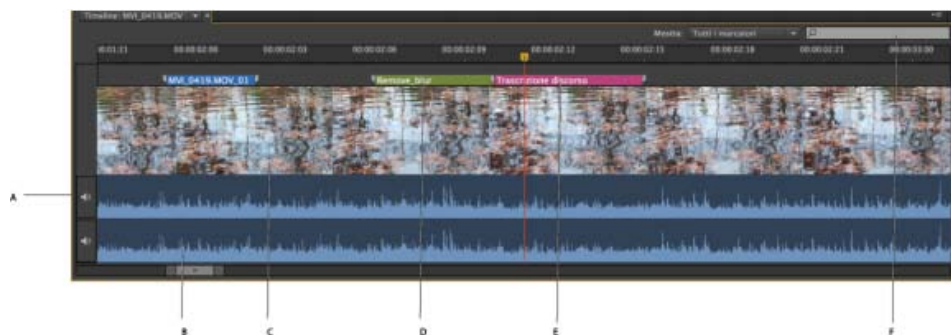 Timeline: MVI_0419.MOV
Mostra: Tutti i marcatori
00:00:02:00 00:00:02:03 00:00:02:06 00:00:02:09 00:00:02:12 00:00:02:15 00:00:02:18 00:00:02:21 00:00:03:00
MVI_0419.MOV_01 Remove_blur Trascrizione discorso
A
B C D E F